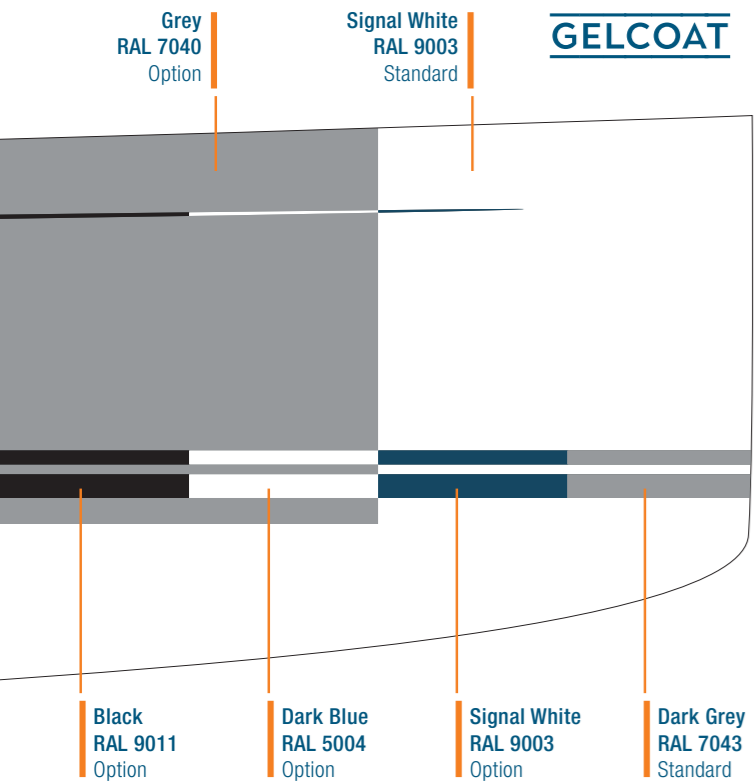 Grey
RAL 7040
Option
Signal White
RAL 9003
Standard
GELCOAT
Black
RAL 9011
Option
Dark Blue
RAL 5004
Option
Signal White
RAL 9003
Option
Dark Grey
RAL 7043
Standard